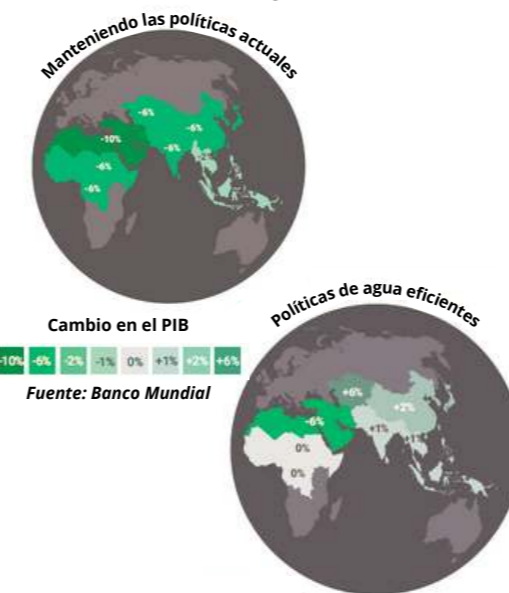 Manteniendo las políticas actuales
-6%
-6%
-10%
-6%
-6%
-6%
Cambio en el PIB
-10% -6% -2% -1% 0% +1% +2% +6%
Fuente: Banco Mundial
Políticas de agua eficientes
+6%
+2%
-6%
+1%
+1%
0%
0%